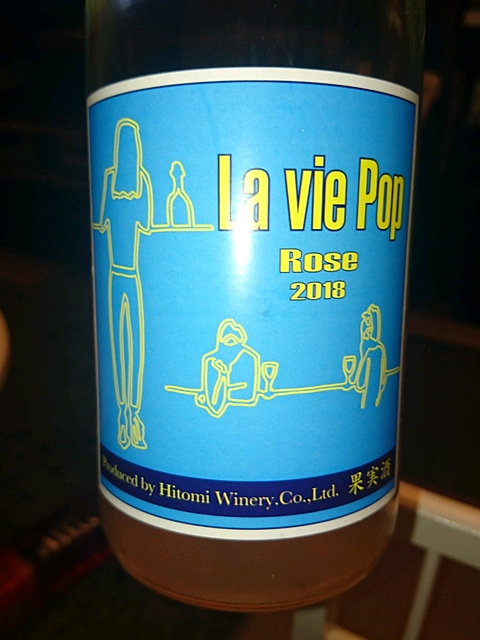 La vie Pop
Rose
2018
Produced by Hitomi Winery.Co.,Ltd. 果実酒